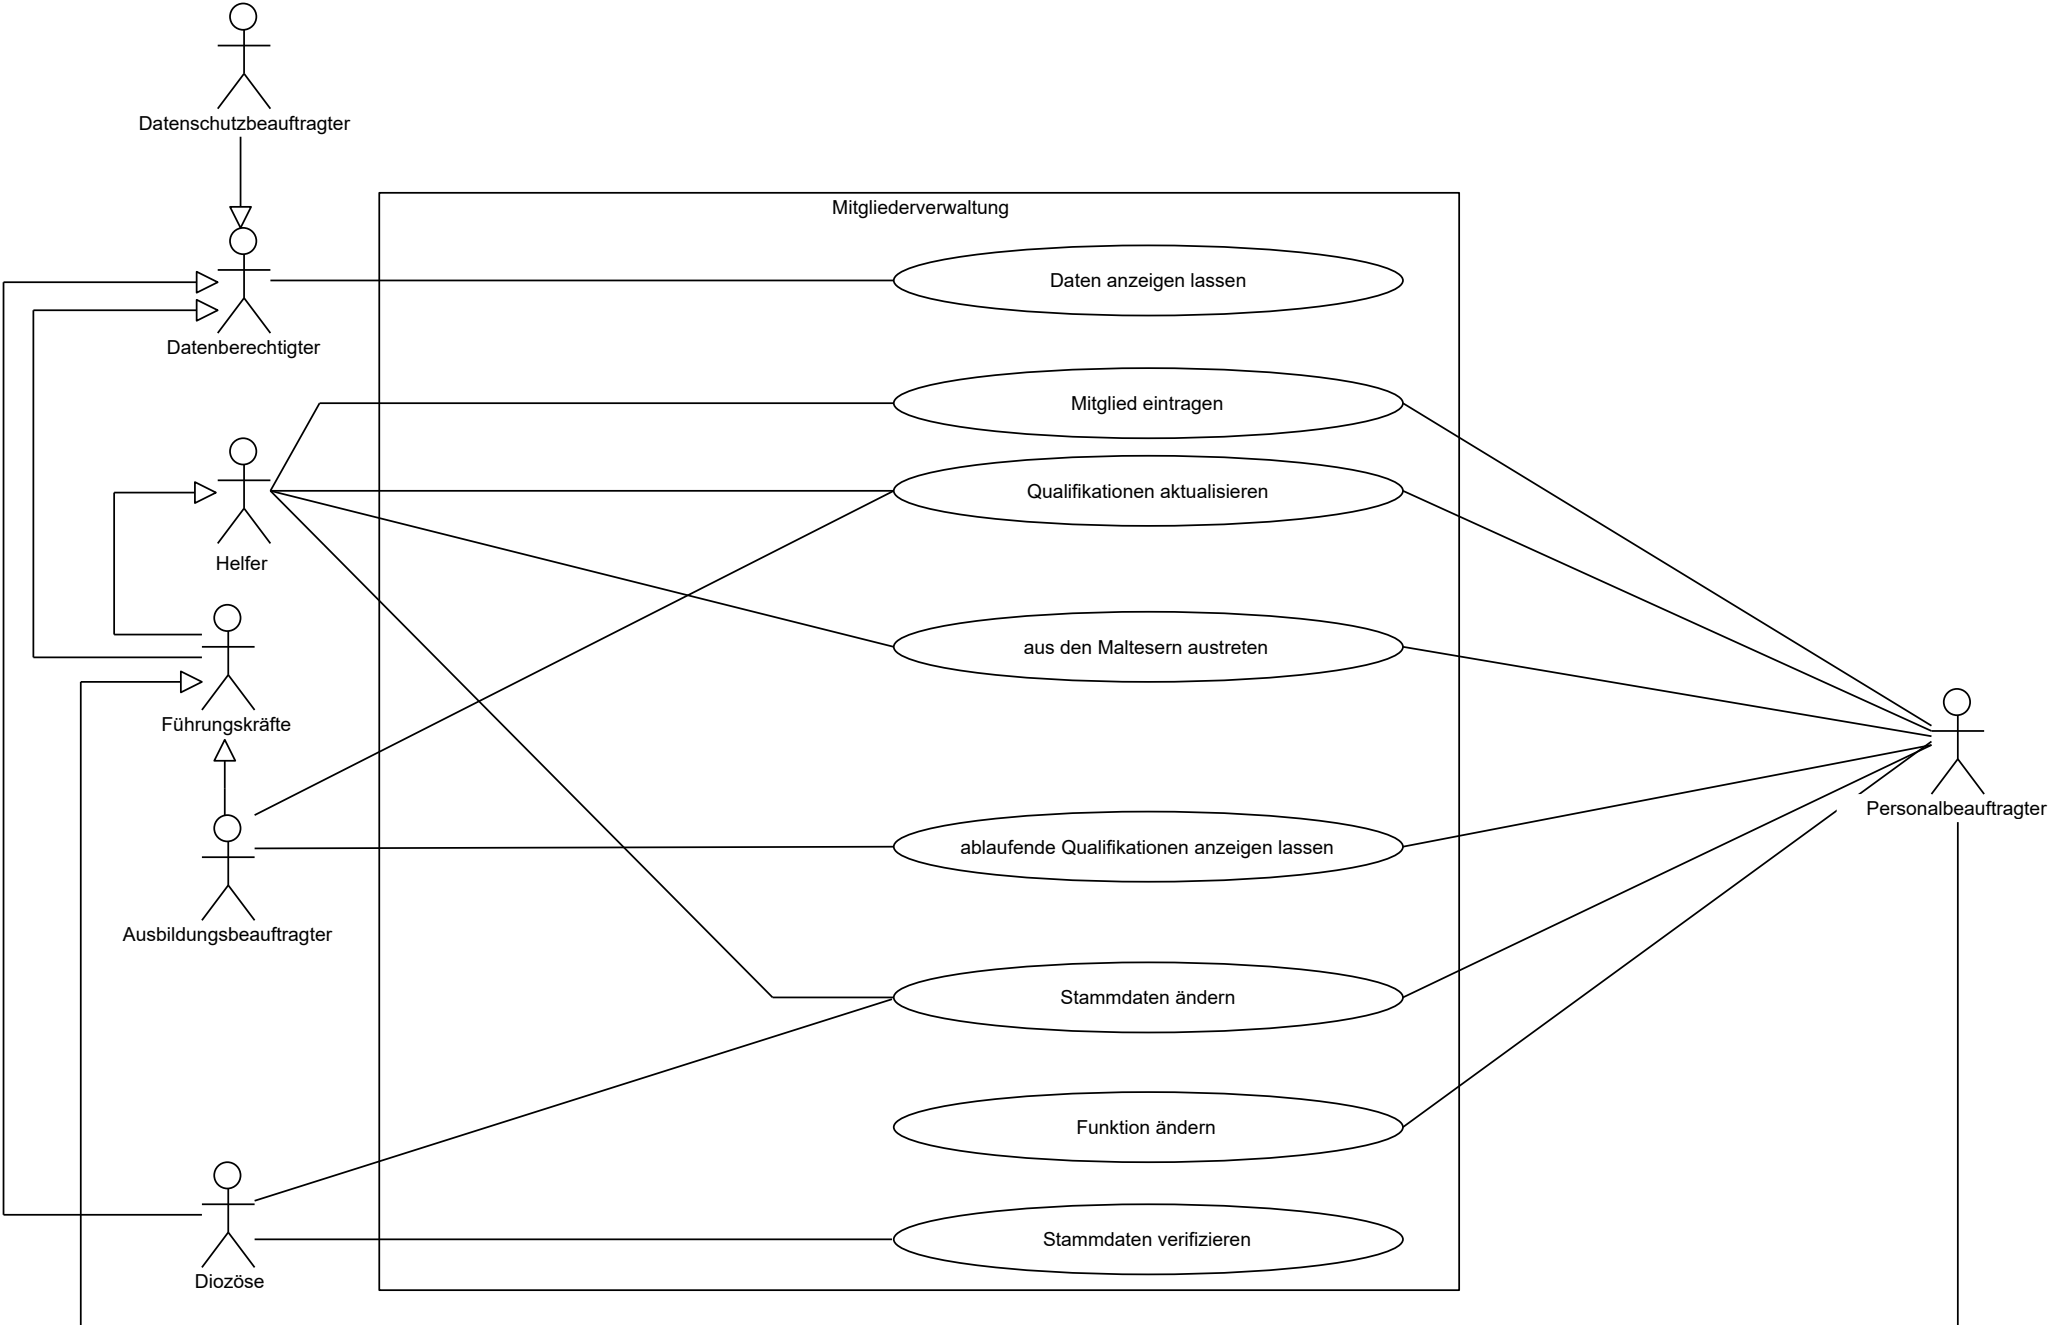 Datenschutzbeauftragter
Mitgliederverwaltung
Daten anzeigen lassen
Datenberechtigter
Mitglied eintragen
Qualifikationen aktualisieren
Helfer
aus den Maltesern austreten
Führungskräfte
Personalbeauftragter
ablaufende Qualifikationen anzeigen lassen
Ausbildungsbeauftragter
Stammdaten ändern
Funktion ändern
Stammdaten verifizieren
Diozöse